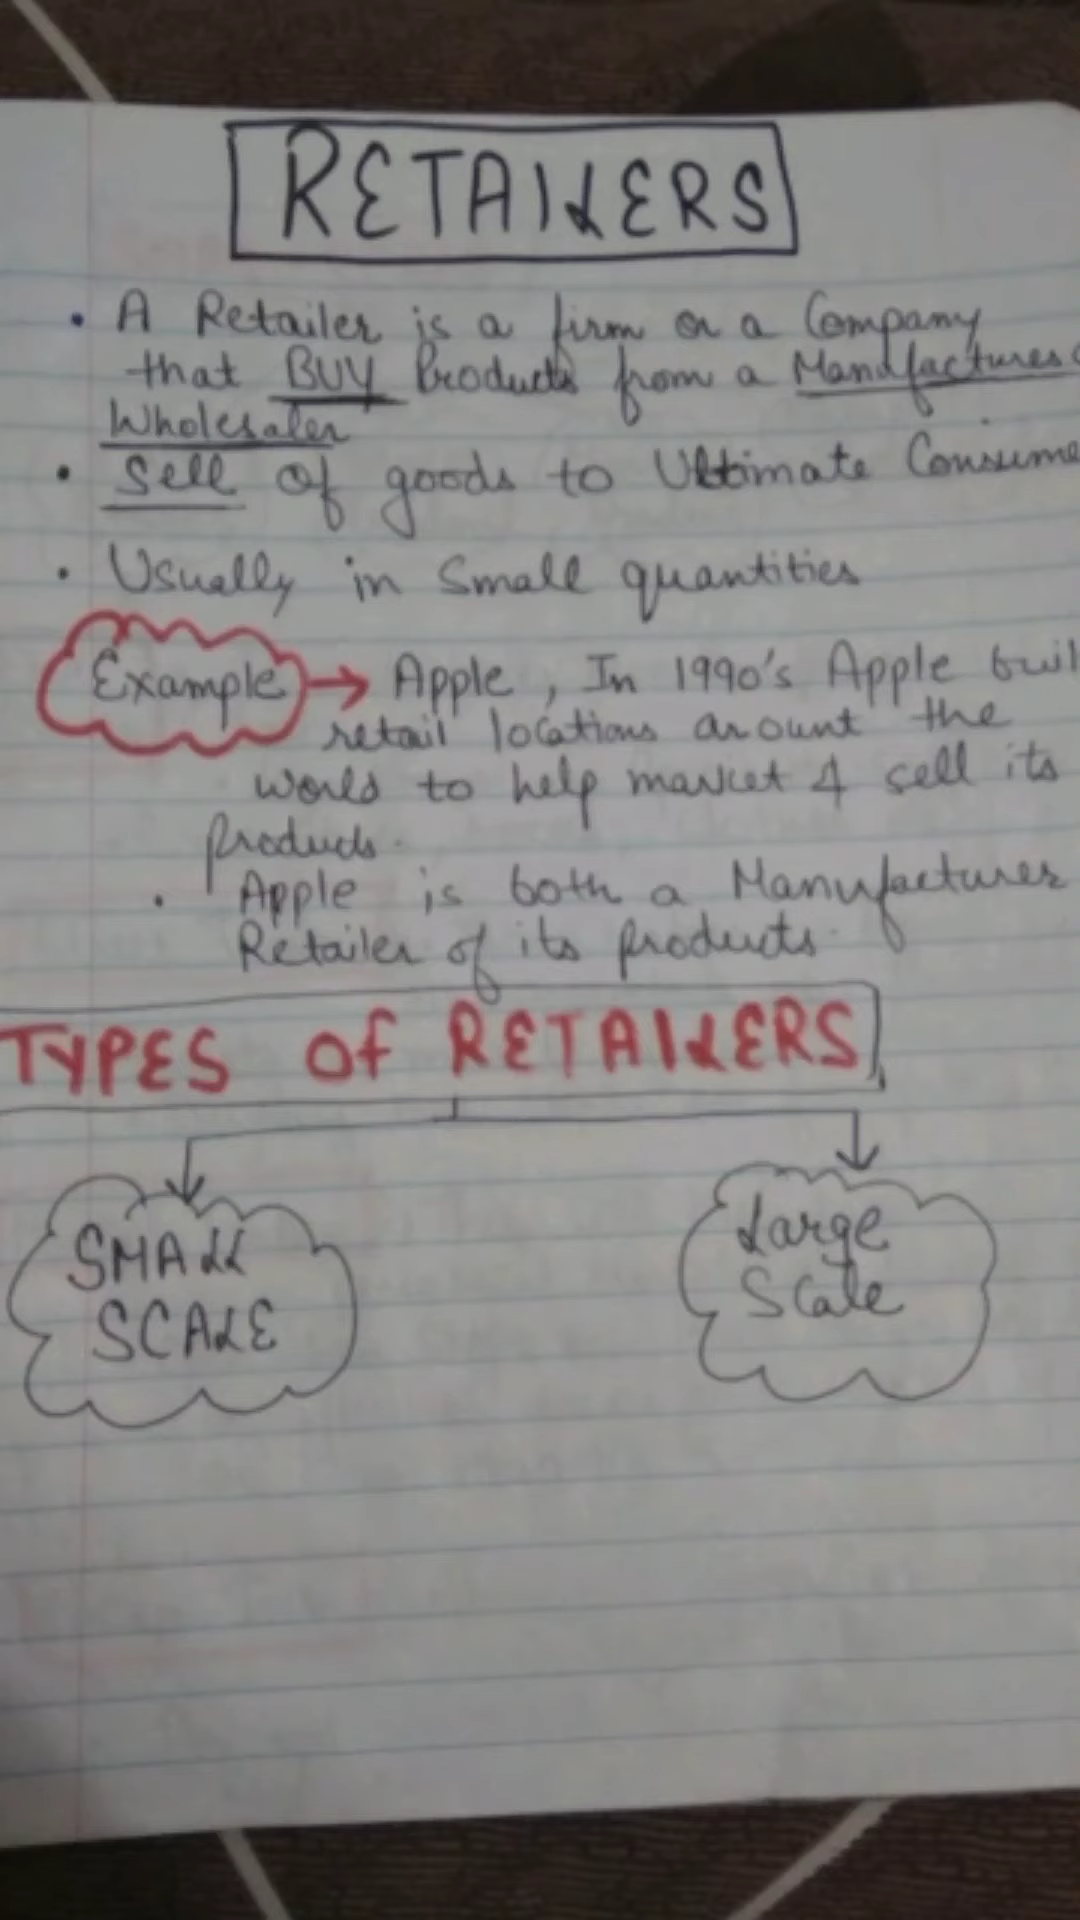 RETAILERS
• A Retailer is a firm or a Company
that BUY Products from a Manufacturer
Wholesaler
• Sell of goods to Ultimate Consume
• Usually in Small quantities
Example → Apple, In 1990's Apple buil
retail locations around the
world to help market & sell its
products.
• Apple is both a Manufacturer
Retailer of its products.
TYPES Of RETAILERS
SMALL
SCALE
Large
Scale